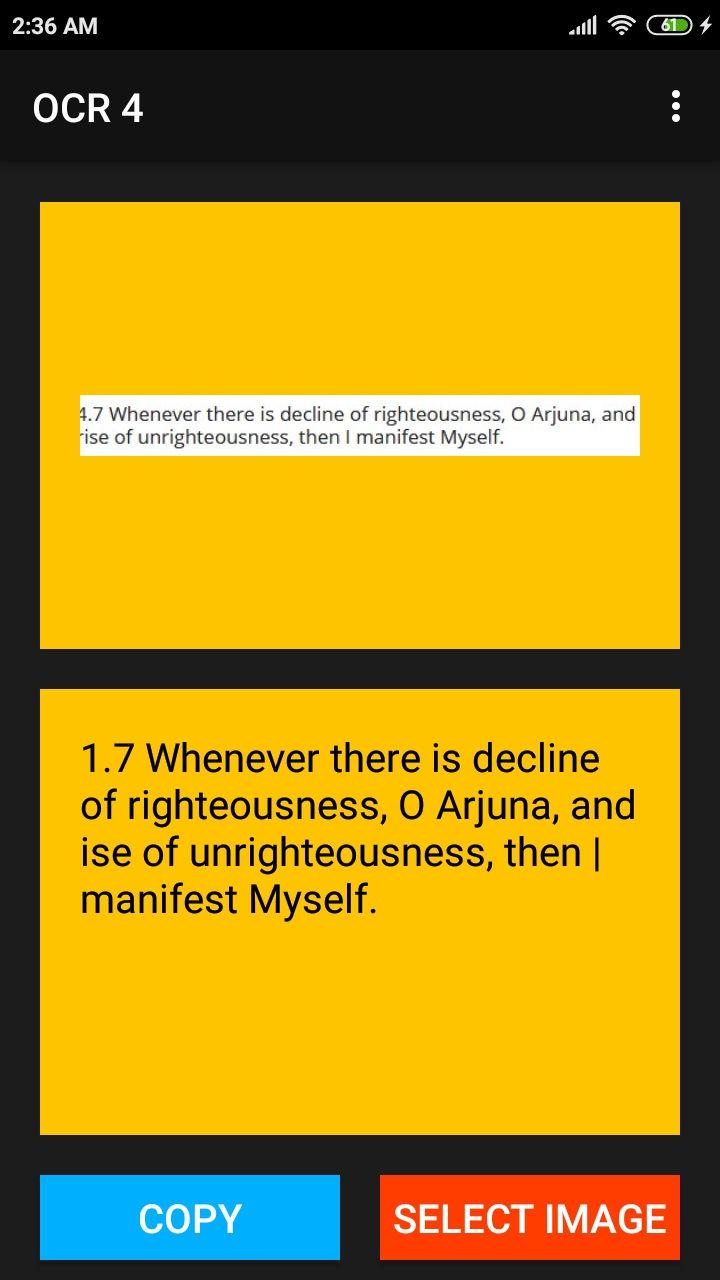 2:36 AM
61
OCR 4
4.7 Whenever there is decline of righteousness, O Arjuna, and
rise of unrighteousness, then I manifest Myself.
1.7 Whenever there is decline
of righteousness, O Arjuna, and
ise of unrighteousness, then |
manifest Myself.
COPY
SELECT IMAGE